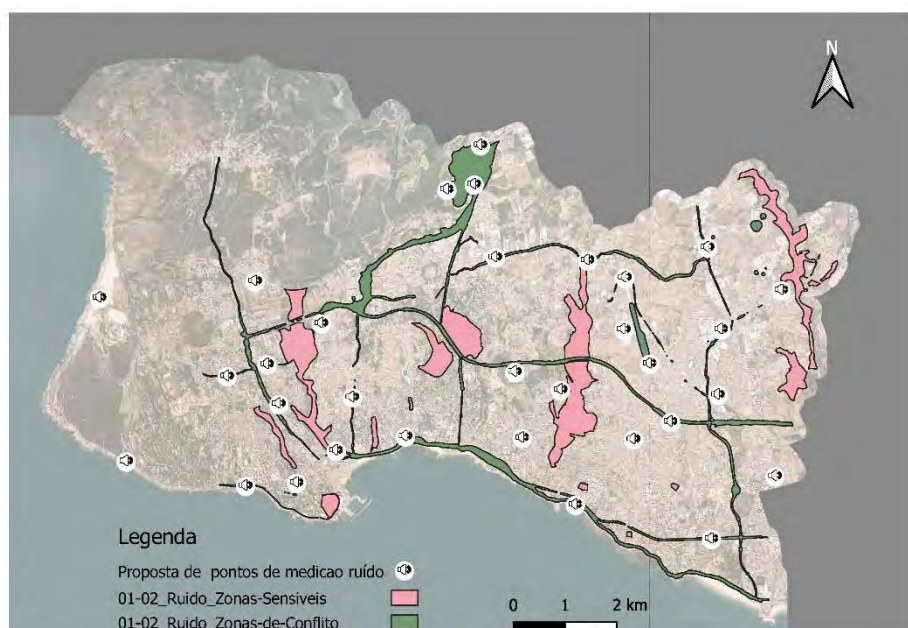 N
Legenda
Proposta de pontos de medicao ruído
01-02_Ruido_Zonas-Sensiveis
01-02_Ruido_Zonas-de-Conflito
0 1 2 km